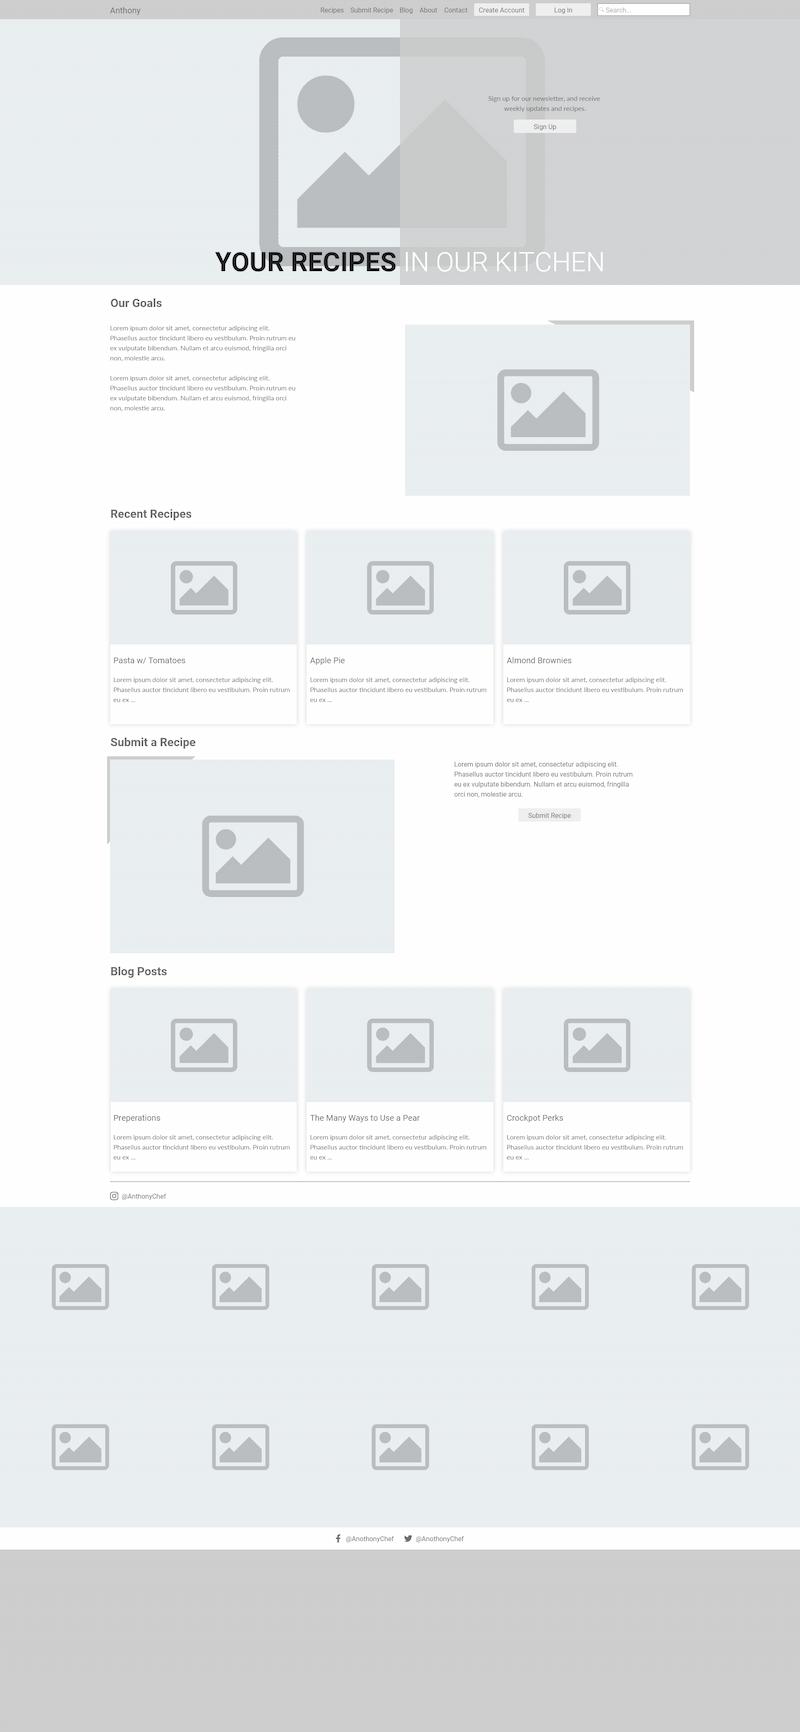 Anthony
Recipes Submit Recipe Blog About Contact Create Account Log In Search...
Sign up for our newsletter, and receive
weekly updates and recipes.
Sign Up
YOUR RECIPES IN OUR KITCHEN
Our Goals
Lorem ipsum dolor sit amet, consectetur adipiscing elit.
Phasellus auctor tincidunt libero eu vestibulum. Proin rutrum eu
ex vulputate bibendum. Nullam et arcu euismod, fringilla orci
non, molestie arcu.
Lorem ipsum dolor sit amet, consectetur adipiscing elit.
Phasellus auctor tincidunt libero eu vestibulum. Proin rutrum eu
ex vulputate bibendum. Nullam et arcu euismod, fringilla orci
non, molestie arcu.
Recent Recipes
Pasta w/ Tomatoes
Lorem ipsum dolor sit amet, consectetur adipiscing elit.
Phasellus auctor tincidunt libero eu vestibulum. Proin rutrum
eu ex ...
Apple Pie
Lorem ipsum dolor sit amet, consectetur adipiscing elit.
Phasellus auctor tincidunt libero eu vestibulum. Proin rutrum
eu ex ...
Almond Brownies
Lorem ipsum dolor sit amet, consectetur adipiscing elit.
Phasellus auctor tincidunt libero eu vestibulum. Proin rutrum
eu ex ...
Submit a Recipe
Lorem ipsum dolor sit amet, consectetur adipiscing elit.
Phasellus auctor tincidunt libero eu vestibulum. Proin rutrum
eu ex vulputate bibendum. Nullam et arcu euismod, fringilla
orci non, molestie arcu.
Submit Recipe
Blog Posts
Preperations
Lorem ipsum dolor sit amet, consectetur adipiscing elit.
Phasellus auctor tincidunt libero eu vestibulum. Proin rutrum
eu ex ...
The Many Ways to Use a Pear
Lorem ipsum dolor sit amet, consectetur adipiscing elit.
Phasellus auctor tincidunt libero eu vestibulum. Proin rutrum
eu ex ...
Crockpot Perks
Lorem ipsum dolor sit amet, consectetur adipiscing elit.
Phasellus auctor tincidunt libero eu vestibulum. Proin rutrum
eu ex ...
@AnthonyChef
@AnothonyChef @AnothonyChef